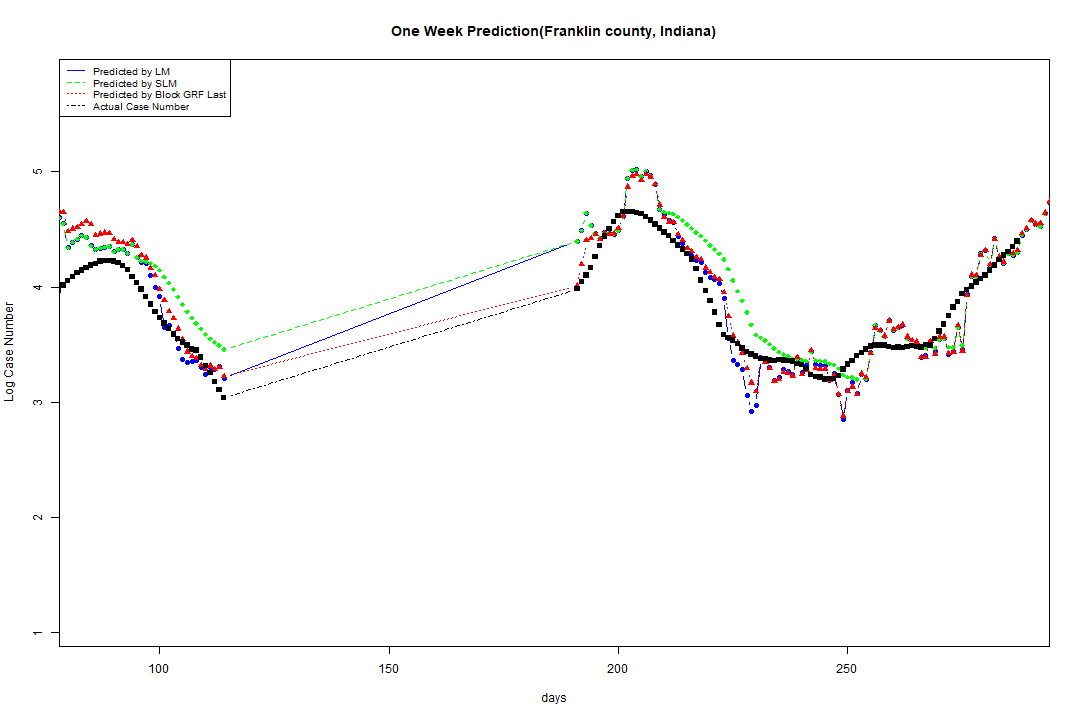 One Week Prediction(Franklin county, Indiana)
Predicted by LM
Predicted by SLM
Predicted by Block GRF Last
Actual Case Number
5
4
3
2
1
Log Case Number
100 150 200 250
days